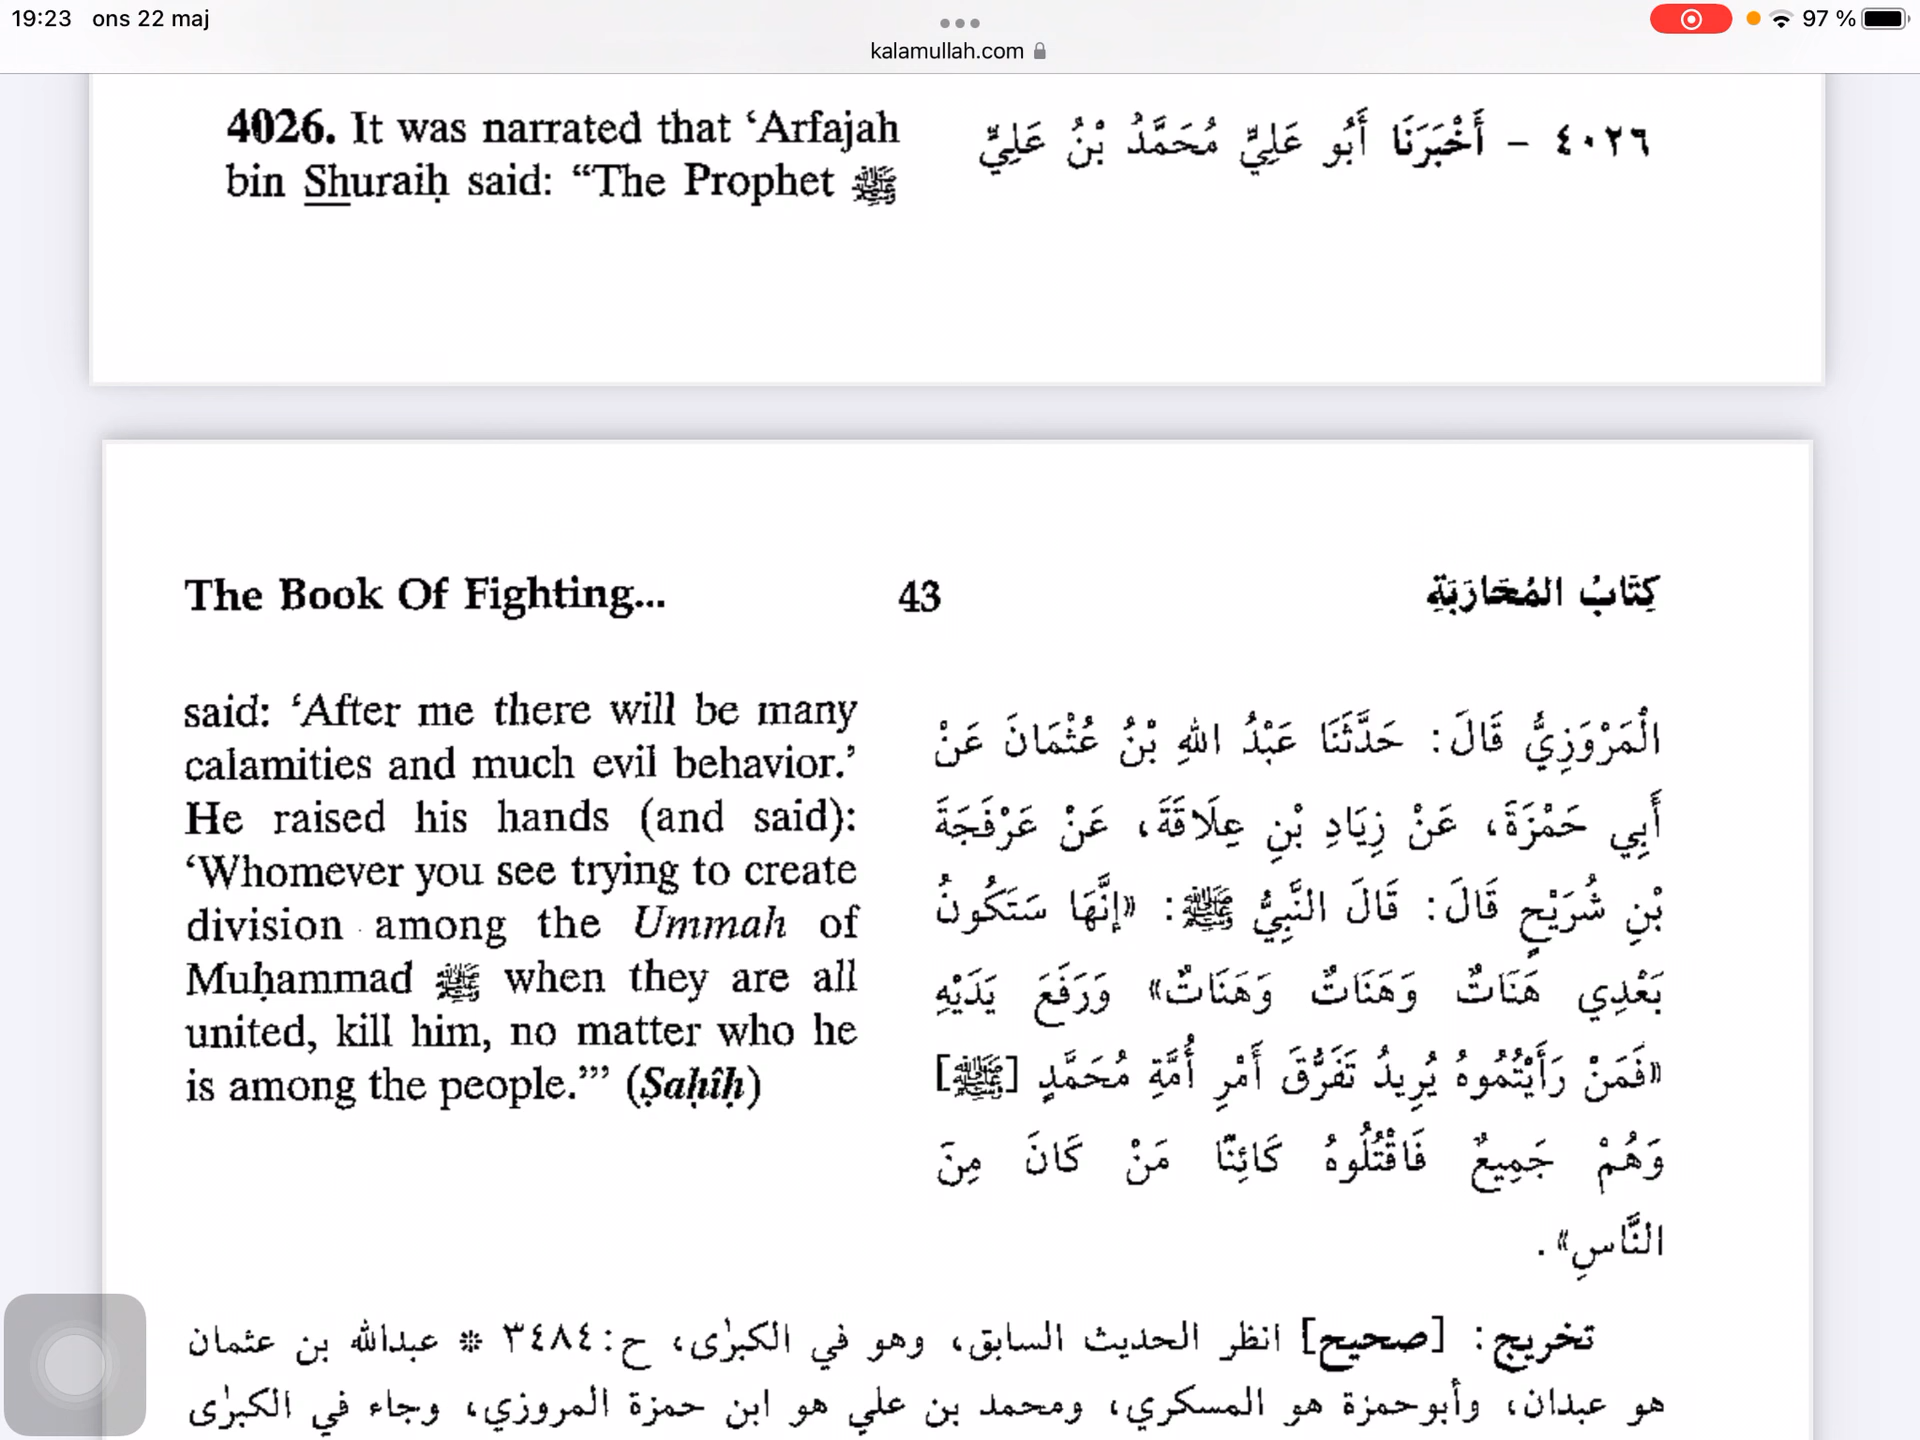 19:23 ons 22 maj
97 %
kalamullah.com
4026. It was narrated that ‘Arfajah
bin Shuraiḥ said: “The Prophet ﷺ
٤٠٢٦ – أَخْبَرَنَا أَبُو عَلِيٍّ مُحَمَّدُ بْنُ عَلِيٍّ
The Book Of Fighting... 43 كِتَابُ المُحَارَبَةِ
said: ‘After me there will be many
calamities and much evil behavior.’
He raised his hands (and said):
‘Whomever you see trying to create
division among the Ummah of
Muḥammad ﷺ when they are all
united, kill him, no matter who he
is among the people.’” (Ṣaḥîḥ)
الْمَرْوَزِيُّ قَالَ: حَدَّثَنَا عَبْدُ اللهِ بْنُ عُثْمَانَ عَنْ
أَبِي حَمْزَةَ، عَنْ زِيَادِ بْنِ عِلَاقَةَ، عَنْ عَرْفَجَةَ
بْنِ شُرَيْحٍ قَالَ: قَالَ النَّبِيُّ ﷺ: «إِنَّهَا سَتَكُونُ
بَعْدِي هَنَاتٌ وَهَنَاتٌ وَهَنَاتٌ» وَرَفَعَ يَدَيْهِ
«فَمَنْ رَأَيْتُمُوهُ يُرِيدُ تَفَرُّقَ أَمْرِ أُمَّةِ مُحَمَّدٍ [ﷺ]
وَهُمْ جَمِيعٌ فَاقْتُلُوهُ كَائِنًا مَنْ كَانَ مِنَ
النَّاسِ».
تخريج: [صحيح] انظر الحديث السابق، وهو في الكبرٰى، ح:٣٤٨٤ * عبدالله بن عثمان
هو عبدان، وأبوحمزة هو المسكري، ومحمد بن علي هو ابن حمزة المروزي، وجاء في الكبرٰى